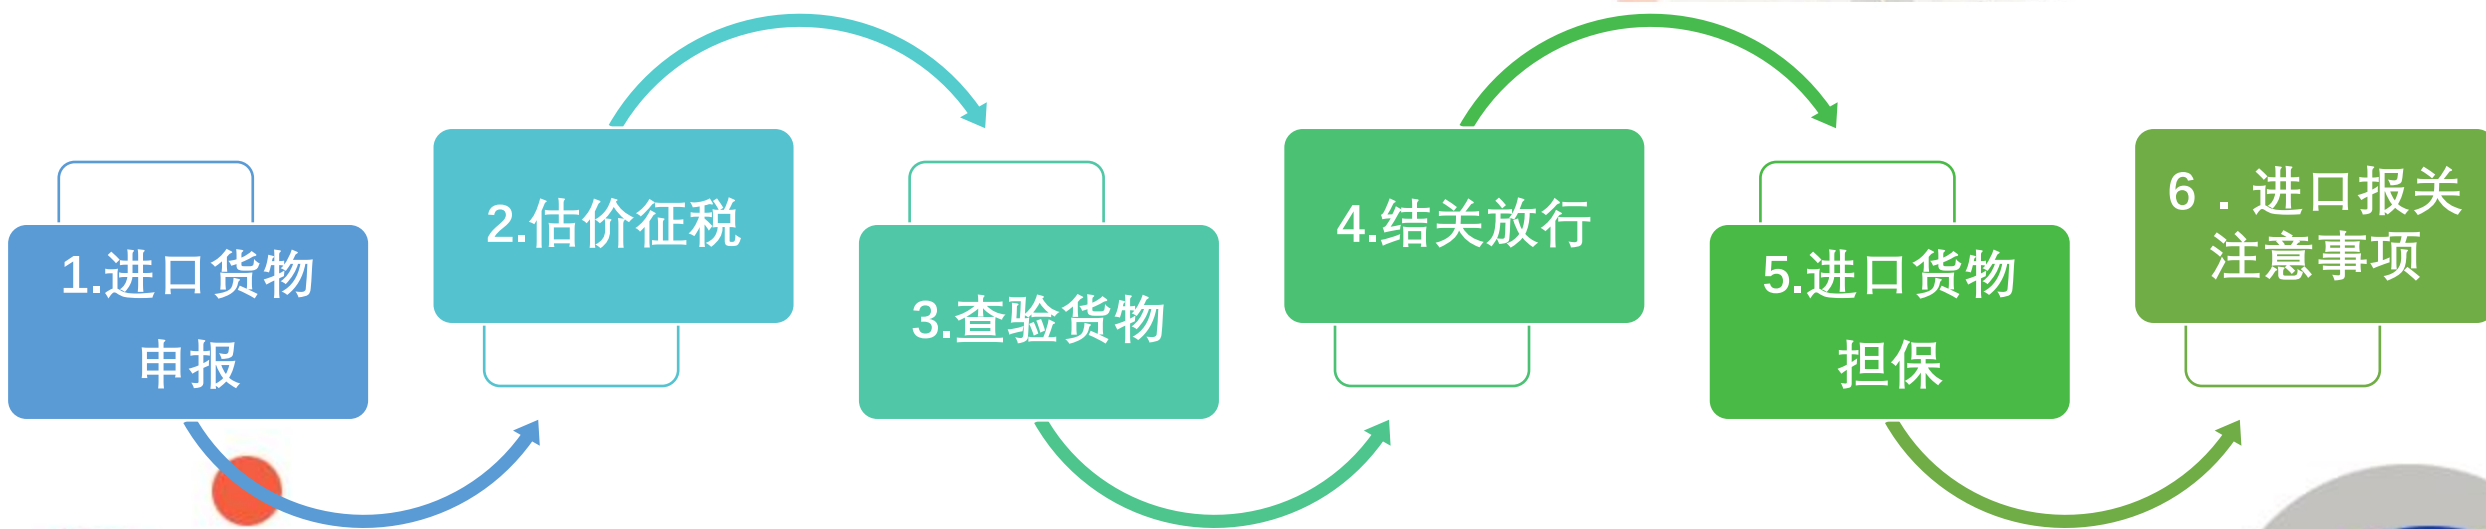 1.进口货物
申报
2.估价征税
3.查验货物
4.结关放行
5.进口货物
担保
6．进口报关
注意事项